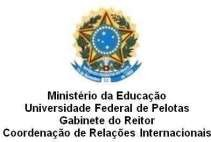 Ministério da Educação
Universidade Federal de Pelotas
Gabinete do Reitor
Coordenação de Relações Internacionais